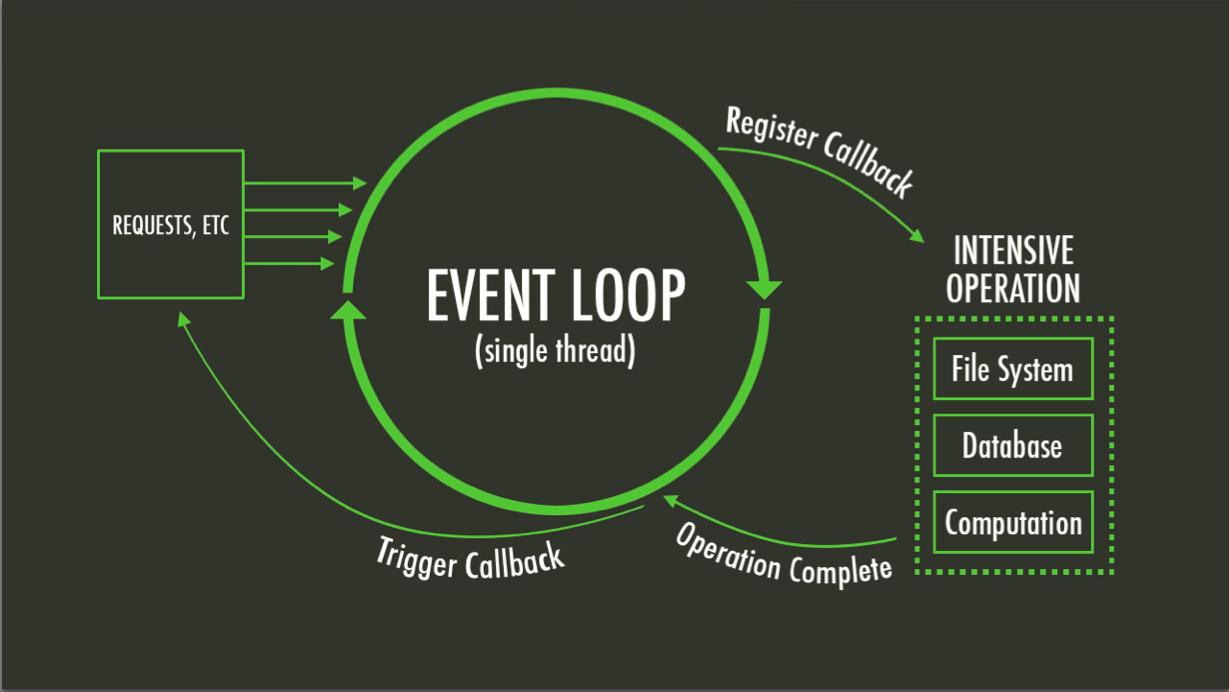 REQUESTS, ETC
EVENT LOOP
(single thread)
Register Callback
INTENSIVE
OPERATION
File System
Database
Computation
Operation Complete
Trigger Callback